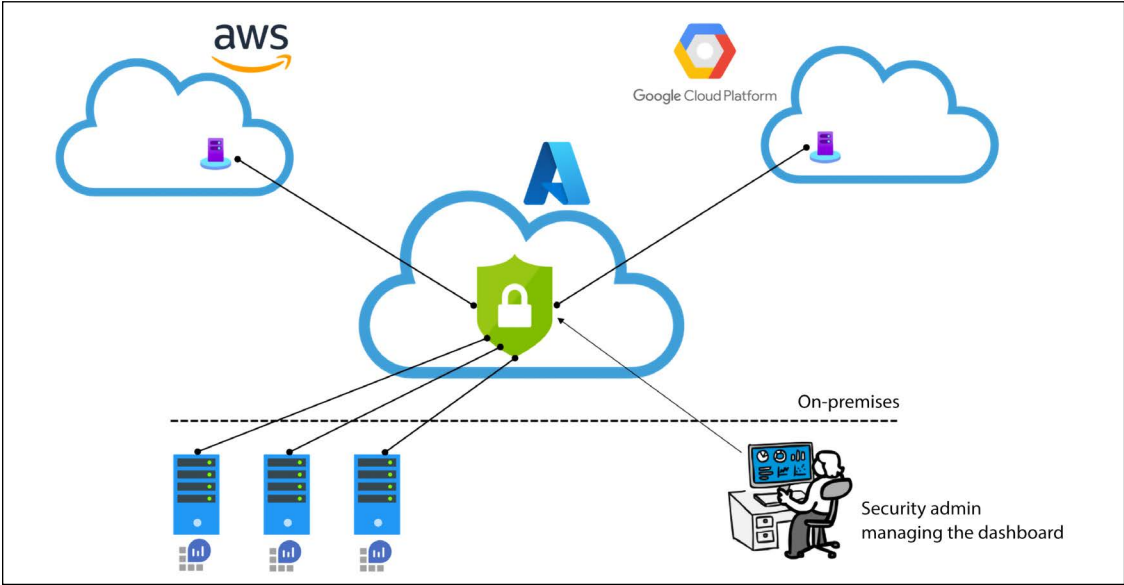 aws
Google Cloud Platform
On-premises
Security admin
managing the dashboard